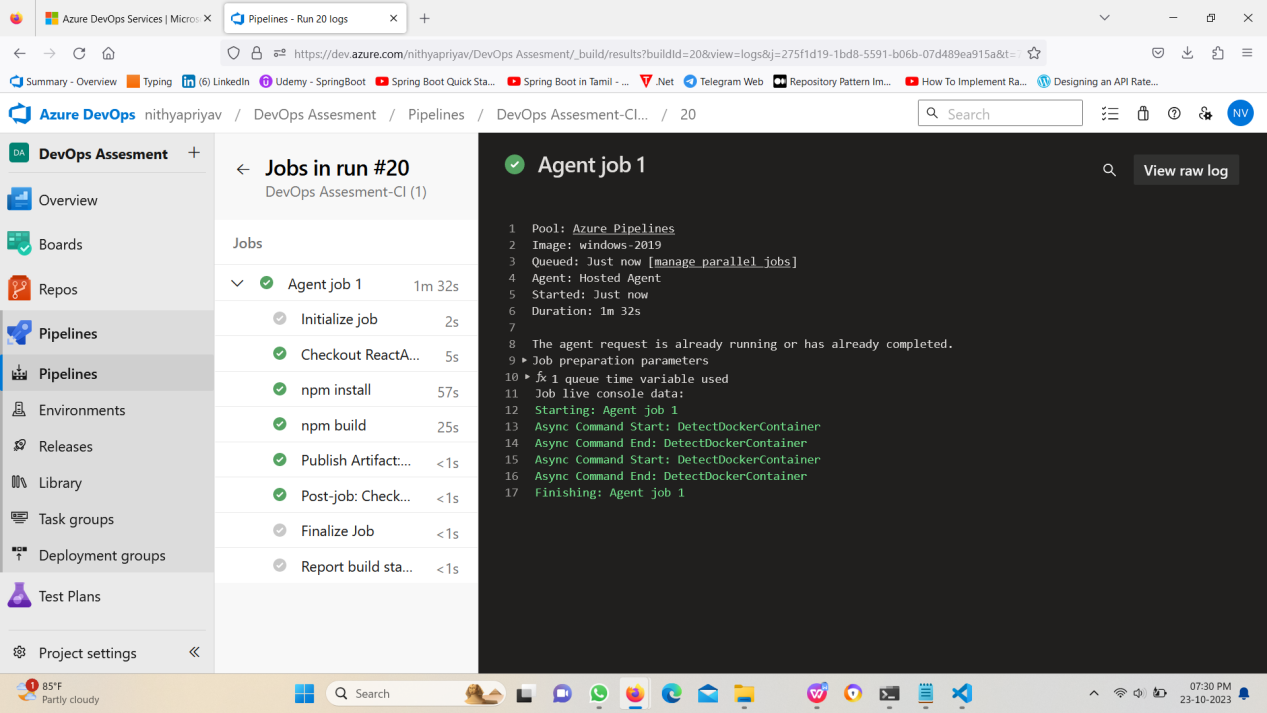 Azure DevOps Services | Micros
Pipelines - Run 20 logs
https://dev.azure.com/nithyapriyav/DevOps Assesment/_build/results?buildId=20&view=logs&j=275f1d19-1bd8-5591-b06b-07d489ea915a&t=
Summary - Overview
Typing
(6) LinkedIn
Udemy - SpringBoot
Spring Boot Quick Sta...
Spring Boot in Tamil - ...
.Net
Telegram Web
Repository Pattern Im...
How To Implement Ra...
Designing an API Rate...
Azure DevOps nithyapriyav / DevOps Assesment / Pipelines / DevOps Assesment-CI... / 20
Search
NV
DA DevOps Assesment +
Overview
Boards
Repos
Pipelines
Pipelines
Environments
Releases
Library
Task groups
Deployment groups
Test Plans
Project settings
Jobs in run #20
DevOps Assesment-CI (1)
Jobs
Agent job 1 1m 32s
Initialize job 2s
Checkout ReactA... 5s
npm install 57s
npm build 25s
Publish Artifact:... <1s
Post-job: Check... <1s
Finalize Job <1s
Report build sta... <1s
Agent job 1
View raw log
1 Pool: Azure Pipelines
2 Image: windows-2019
3 Queued: Just now [manage parallel jobs]
4 Agent: Hosted Agent
5 Started: Just now
6 Duration: 1m 32s
7
8 The agent request is already running or has already completed.
9 Job preparation parameters
10 fx 1 queue time variable used
11 Job live console data:
12 Starting: Agent job 1
13 Async Command Start: DetectDockerContainer
14 Async Command End: DetectDockerContainer
15 Async Command Start: DetectDockerContainer
16 Async Command End: DetectDockerContainer
17 Finishing: Agent job 1
1
85°F
Partly cloudy
Search
07:30 PM
23-10-2023